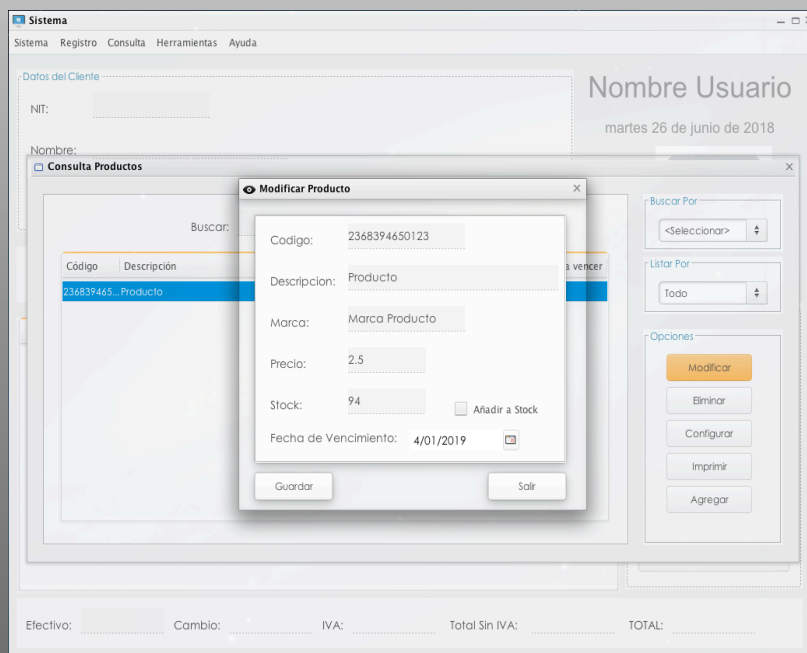 Sistema
Sistema Registro Consulta Herramientas Ayuda
Datos del Cliente
Nombre Usuario
NIT:
martes 26 de junio de 2018
Nombre:
Consulta Productos
Modificar Producto
Buscar Por
Buscar:
<Seleccionar>
Codigo: 2368394650123
Código Descripción
a vencer
Listar Por
Descripcion: Producto
236839465... Producto
Todo
Marca: Marca Producto
Opciones
Precio: 2.5
Modificar
Stock: 94
Añadir a Stock
Eliminar
Fecha de Vencimiento: 4/01/2019
Configurar
Imprimir
Guardar Salir
Agregar
Efectivo: Cambio: IVA: Total Sin IVA: TOTAL: